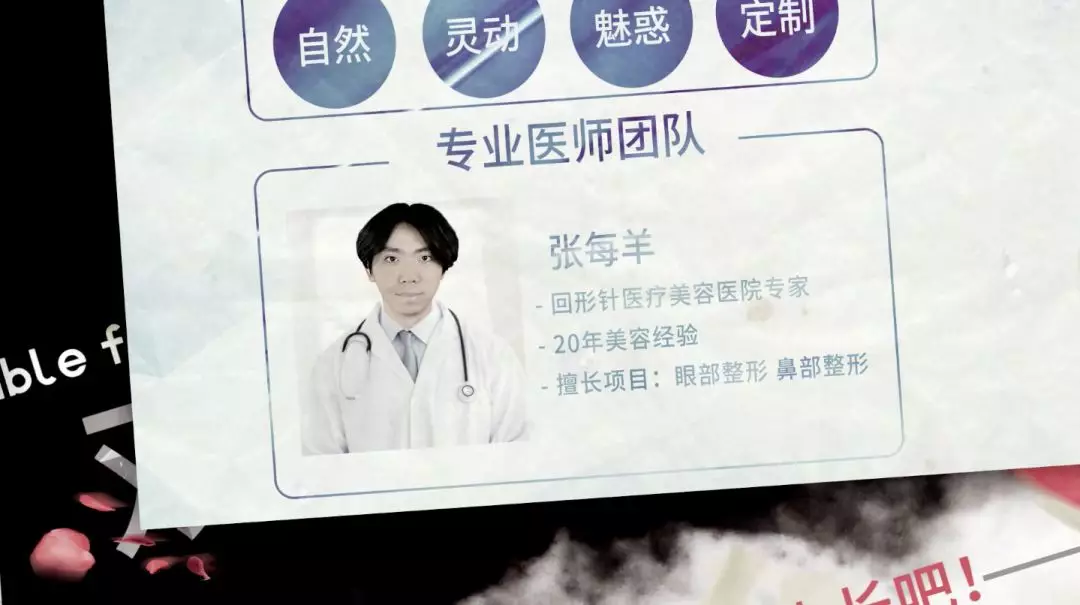 自然 灵动 魅惑 定制
专业医师团队
张每羊
- 回形针医疗美容医院专家
- 20年美容经验
- 擅长项目：眼部整形 鼻部整形
ble f
长吧！